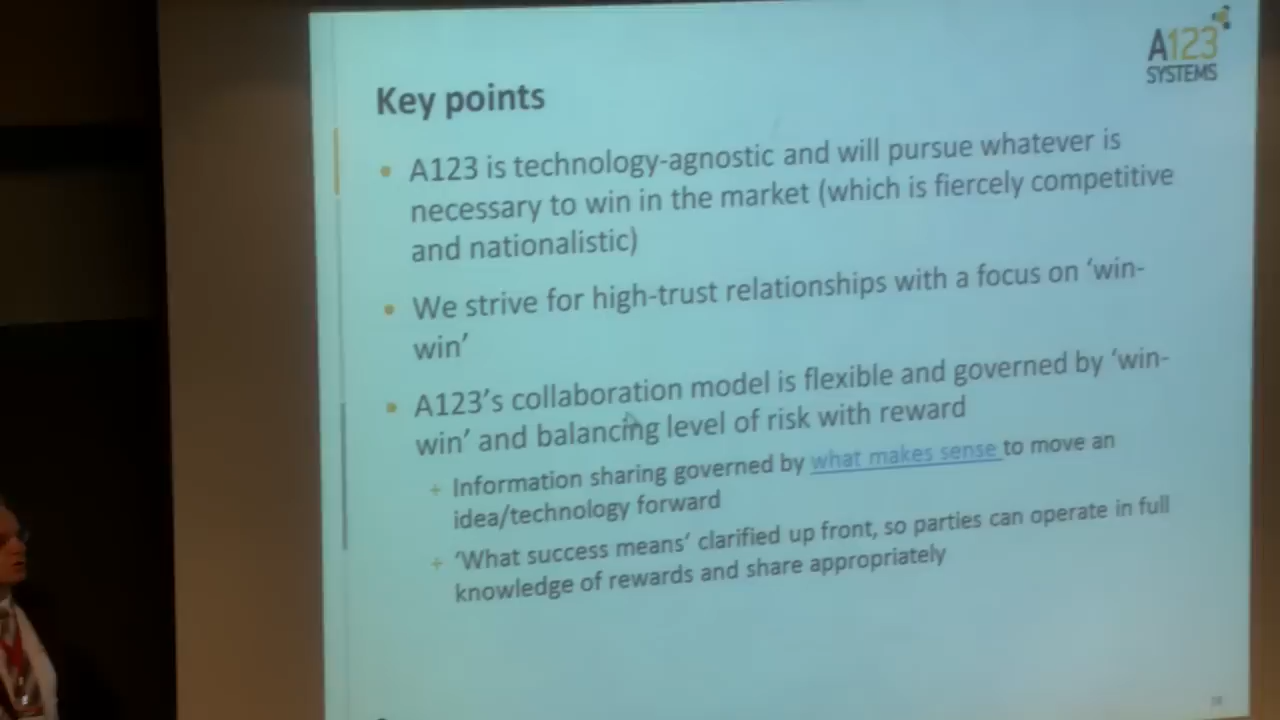 A123
SYSTEMS
Key points
• A123 is technology-agnostic and will pursue whatever is
necessary to win in the market (which is fiercely competitive
and nationalistic)
• We strive for high-trust relationships with a focus on ‘win-
win’
• A123’s collaboration model is flexible and governed by ‘win-
win’ and balancing level of risk with reward
+ Information sharing governed by what makes sense to move an
idea/technology forward
+ ‘What success means’ clarified up front, so parties can operate in full
knowledge of rewards and share appropriately